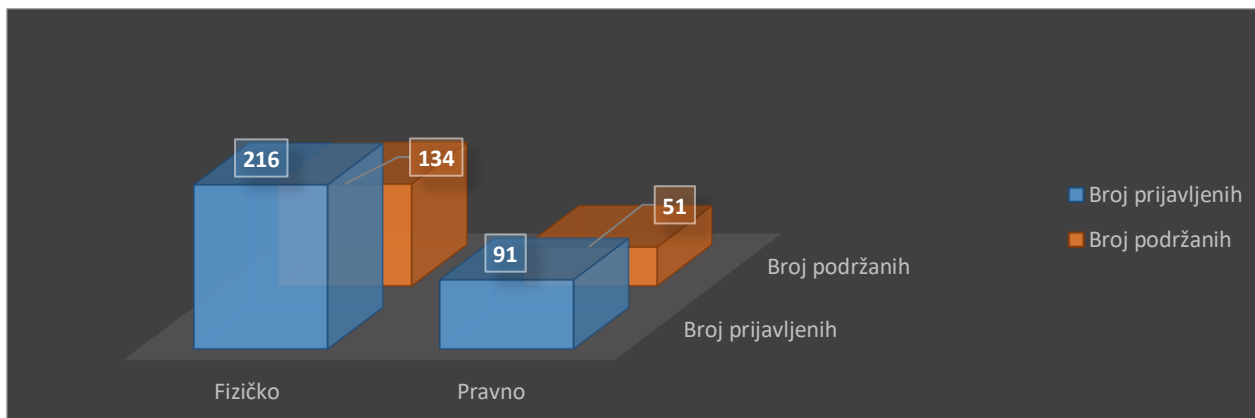 216
134
91
51
Broj prijavljenih
Broj podržanih
Broj podržanih
Broj prijavljenih
Fizičko
Pravno